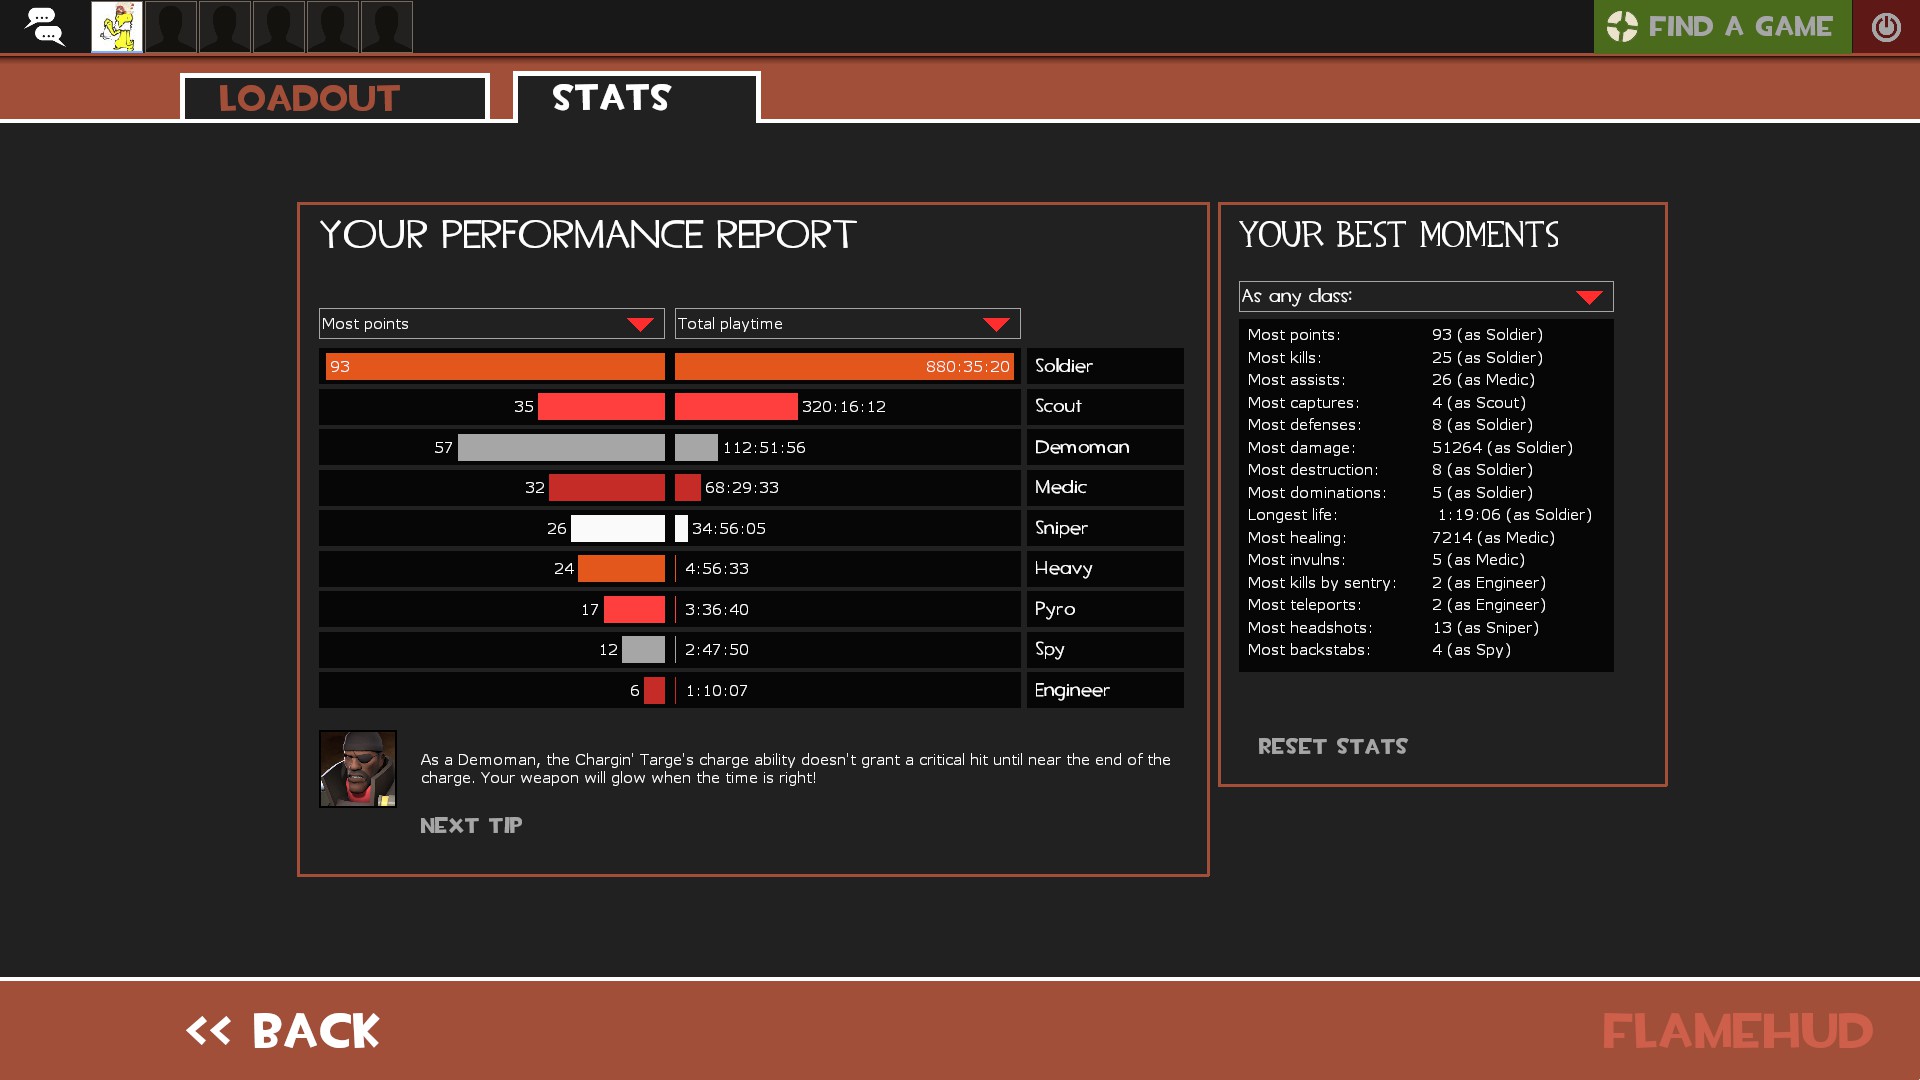 FIND A GAME
LOADOUT
STATS
YOUR PERFORMANCE REPORT
Most points
Total playtime
93 880:35:20 Soldier
35 320:16:12 Scout
57 112:51:56 Demoman
32 68:29:33 Medic
26 34:56:05 Sniper
24 4:56:33 Heavy
17 3:36:40 Pyro
12 2:47:50 Spy
6 1:10:07 Engineer
As a Demoman, the Chargin' Targe's charge ability doesn't grant a critical hit until near the end of the
charge. Your weapon will glow when the time is right!
NEXT TIP
YOUR BEST MOMENTS
As any class:
Most points: 93 (as Soldier)
Most kills: 25 (as Soldier)
Most assists: 26 (as Medic)
Most captures: 4 (as Scout)
Most defenses: 8 (as Soldier)
Most damage: 51264 (as Soldier)
Most destruction: 8 (as Soldier)
Most dominations: 5 (as Soldier)
Longest life: 1:19:06 (as Soldier)
Most healing: 7214 (as Medic)
Most invulns: 5 (as Medic)
Most kills by sentry: 2 (as Engineer)
Most teleports: 2 (as Engineer)
Most headshots: 13 (as Sniper)
Most backstabs: 4 (as Spy)
RESET STATS
<< BACK
FLAMEHUD